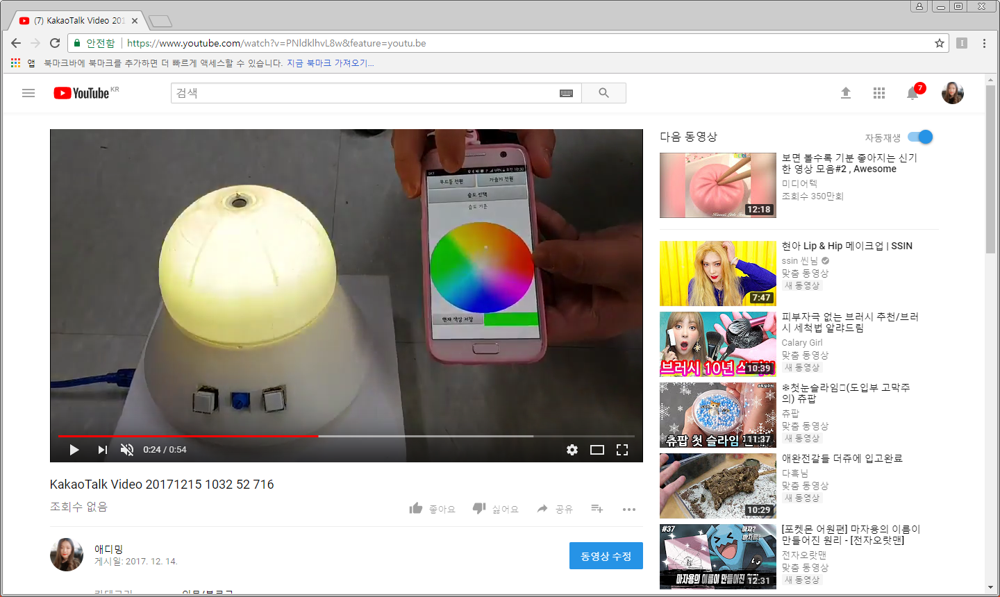 (7) KakaoTalk Video 201
안전함
https://www.youtube.com/watch?v=PNldklhvL8w&feature=youtu.be
앱
북마크바에 북마크를 추가하면 더 빠르게 액세스할 수 있습니다. 지금 북마크 가져오기...
YouTube KR
검색
7
무드등 전원
가습기 전원
습도 선택
습도 기준
현재 색상 저장
0:24 / 0:54
KakaoTalk Video 20171215 1032 52 716
조회수 없음
좋아요
싫어요
공유
애디밍
게시일: 2017. 12. 14.
동영상 수정
다음 동영상
자동재생
12:18
보면 볼수록 기분 좋아지는 신기
한 영상 모음#2 , Awesome
미디어텍
조회수 350만회
7:47
현아 Lip & Hip 메이크업 | SSIN
ssin 씬님
맞춤 동영상
새 동영상
브러시 10년
10:39
피부자극 없는 브러시 추천/브러
시 세척법 알랴드림
Calary Girl
맞춤 동영상
새 동영상
츄팝 첫 슬라임
11:37
❄첫눈슬라임(도입부 고막주
의) 츄팝
츄팝
맞춤 동영상
새 동영상
10:29
애완전갈들 더쥬에 입고완료
다흑님
맞춤 동영상
새 동영상
#37
마자?
마자용의 이름이 만들어진
12:31
[포켓몬 어원편] 마자용의 이름이
만들어진 원리 - [전자오락맨]
전자오락맨
맞춤 동영상
새 동영상